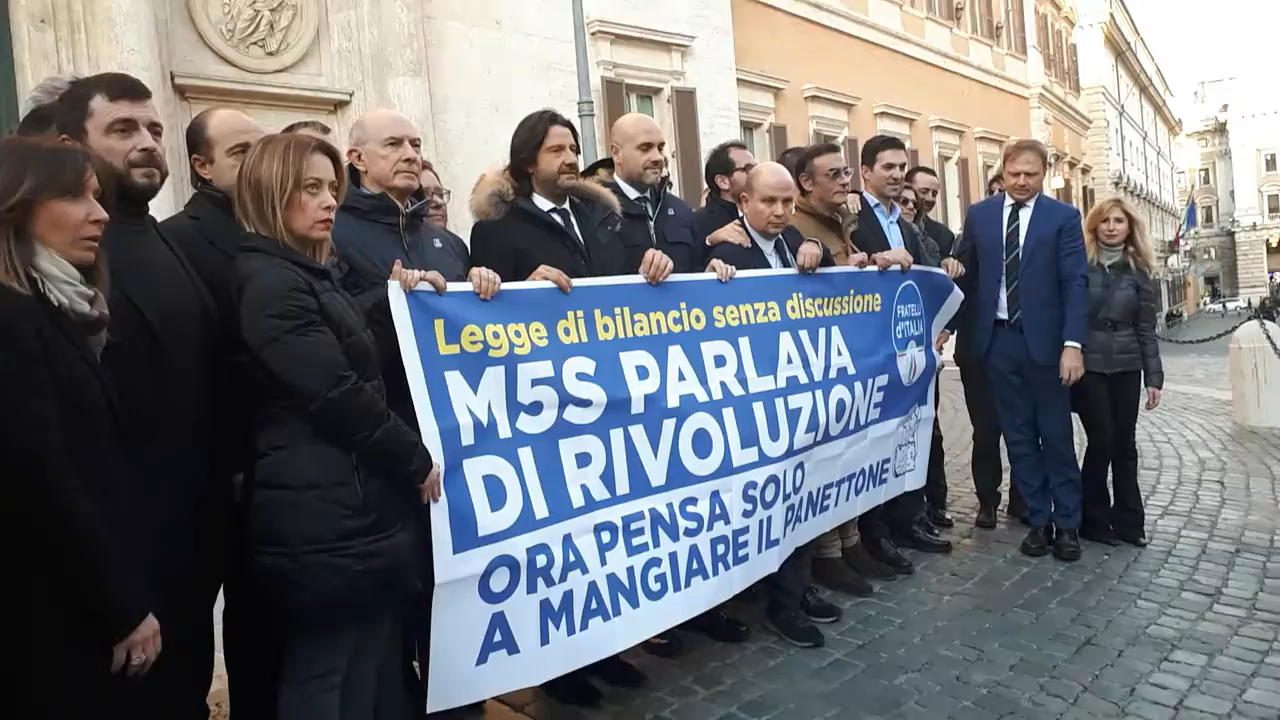 Legge di bilancio senza discussione
M5S PARLAVA
DI RIVOLUZIONE
ORA PENSA SOLO
A MANGIARE IL PANETTONE
FRATELLI
d'ITALIA